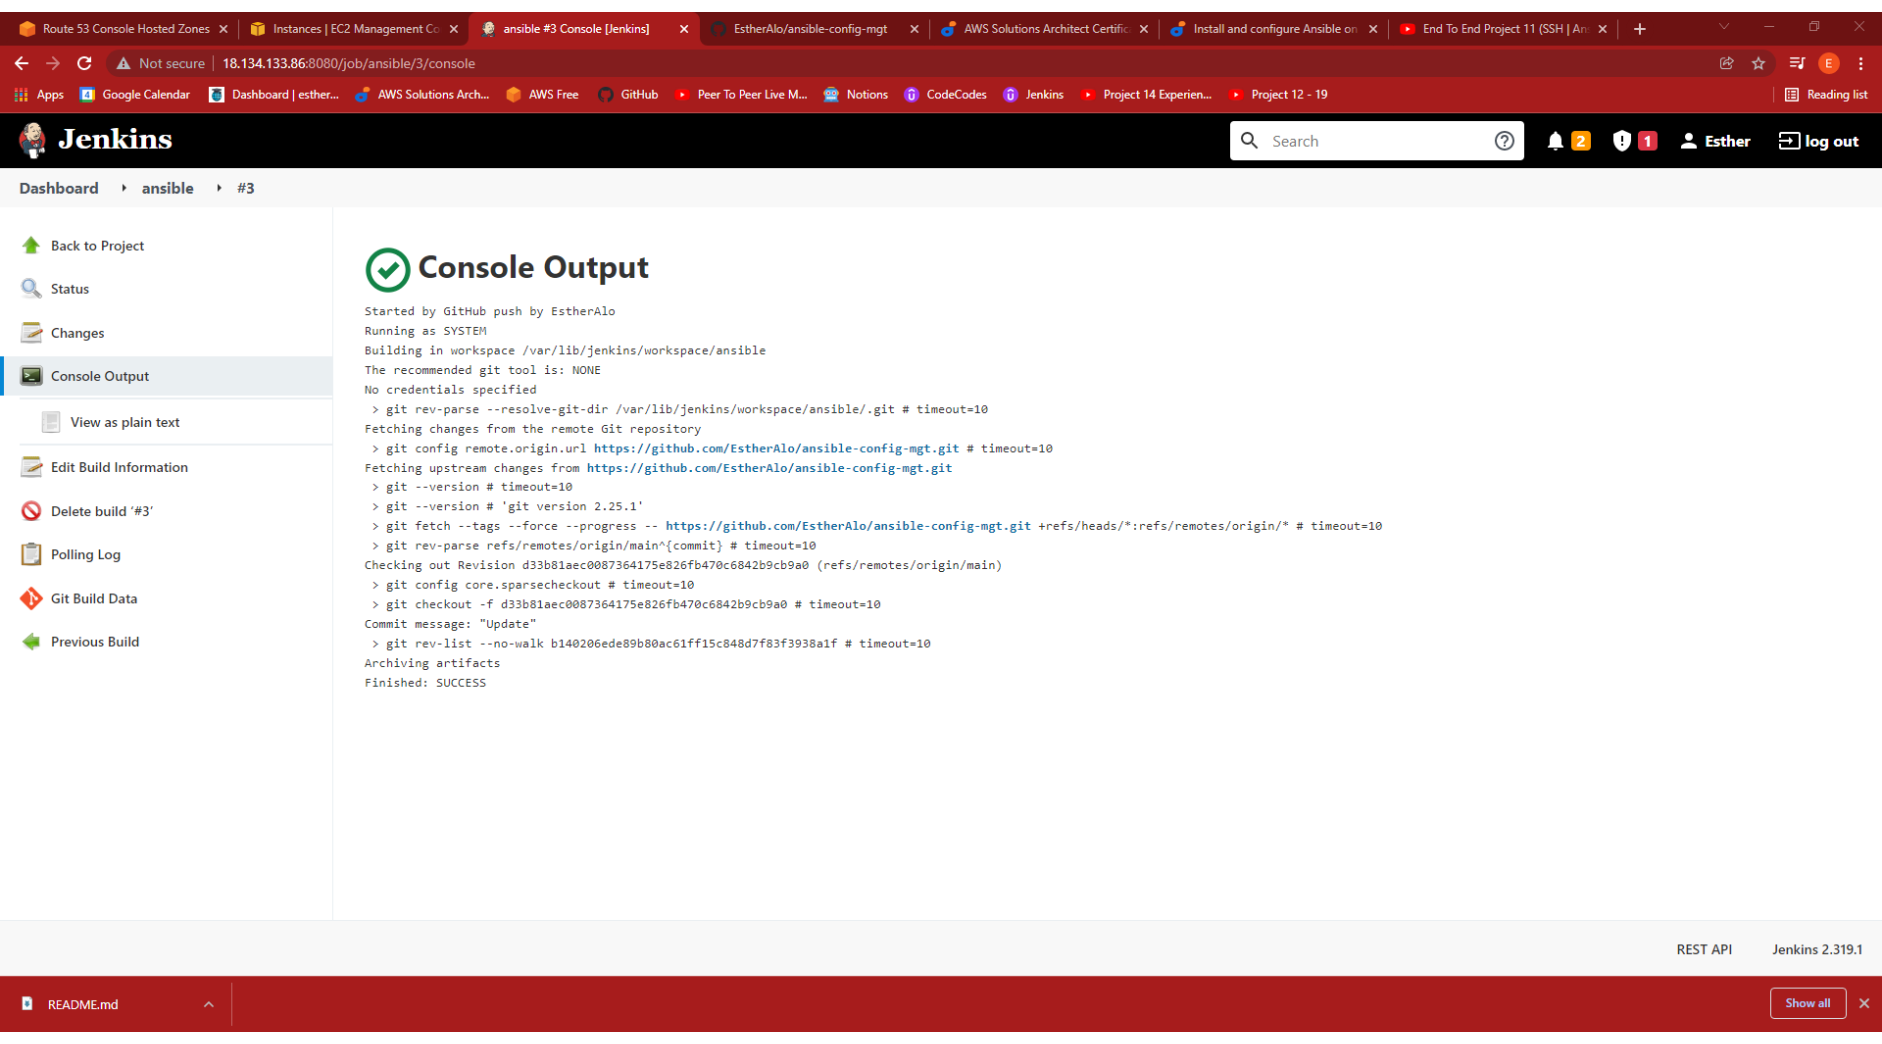 Route 53 Console Hosted Zones
Instances | EC2 Management Co
ansible #3 Console [Jenkins]
EstherAlo/ansible-config-mgt
AWS Solutions Architect Certific
Install and configure Ansible on
End To End Project 11 (SSH | An
Not secure | 18.134.133.86:8080/job/ansible/3/console
E
Apps
Google Calendar
Dashboard | esther...
AWS Solutions Arch...
AWS Free
GitHub
Peer To Peer Live M...
Notions
CodeCodes
Jenkins
Project 14 Experien...
Project 12 - 19
Reading list
Jenkins
Search
2
1
Esther
log out
Dashboard
ansible
#3
Back to Project
Status
Changes
Console Output
View as plain text
Edit Build Information
Delete build ‘#3’
Polling Log
Git Build Data
Previous Build
Console Output
Started by GitHub push by EstherAlo
Running as SYSTEM
Building in workspace /var/lib/jenkins/workspace/ansible
The recommended git tool is: NONE
No credentials specified
> git rev-parse --resolve-git-dir /var/lib/jenkins/workspace/ansible/.git # timeout=10
Fetching changes from the remote Git repository
> git config remote.origin.url https://github.com/EstherAlo/ansible-config-mgt.git # timeout=10
Fetching upstream changes from https://github.com/EstherAlo/ansible-config-mgt.git
> git --version # timeout=10
> git --version # 'git version 2.25.1'
> git fetch --tags --force --progress -- https://github.com/EstherAlo/ansible-config-mgt.git +refs/heads/*:refs/remotes/origin/* # timeout=10
> git rev-parse refs/remotes/origin/main^{commit} # timeout=10
Checking out Revision d33b81aec0087364175e826fb470c6842b9cb9a0 (refs/remotes/origin/main)
> git config core.sparsecheckout # timeout=10
> git checkout -f d33b81aec0087364175e826fb470c6842b9cb9a0 # timeout=10
Commit message: "Update"
> git rev-list --no-walk b140206ede89b80ac61ff15c848d7f83f3938a1f # timeout=10
Archiving artifacts
Finished: SUCCESS
REST API
Jenkins 2.319.1
README.md
Show all